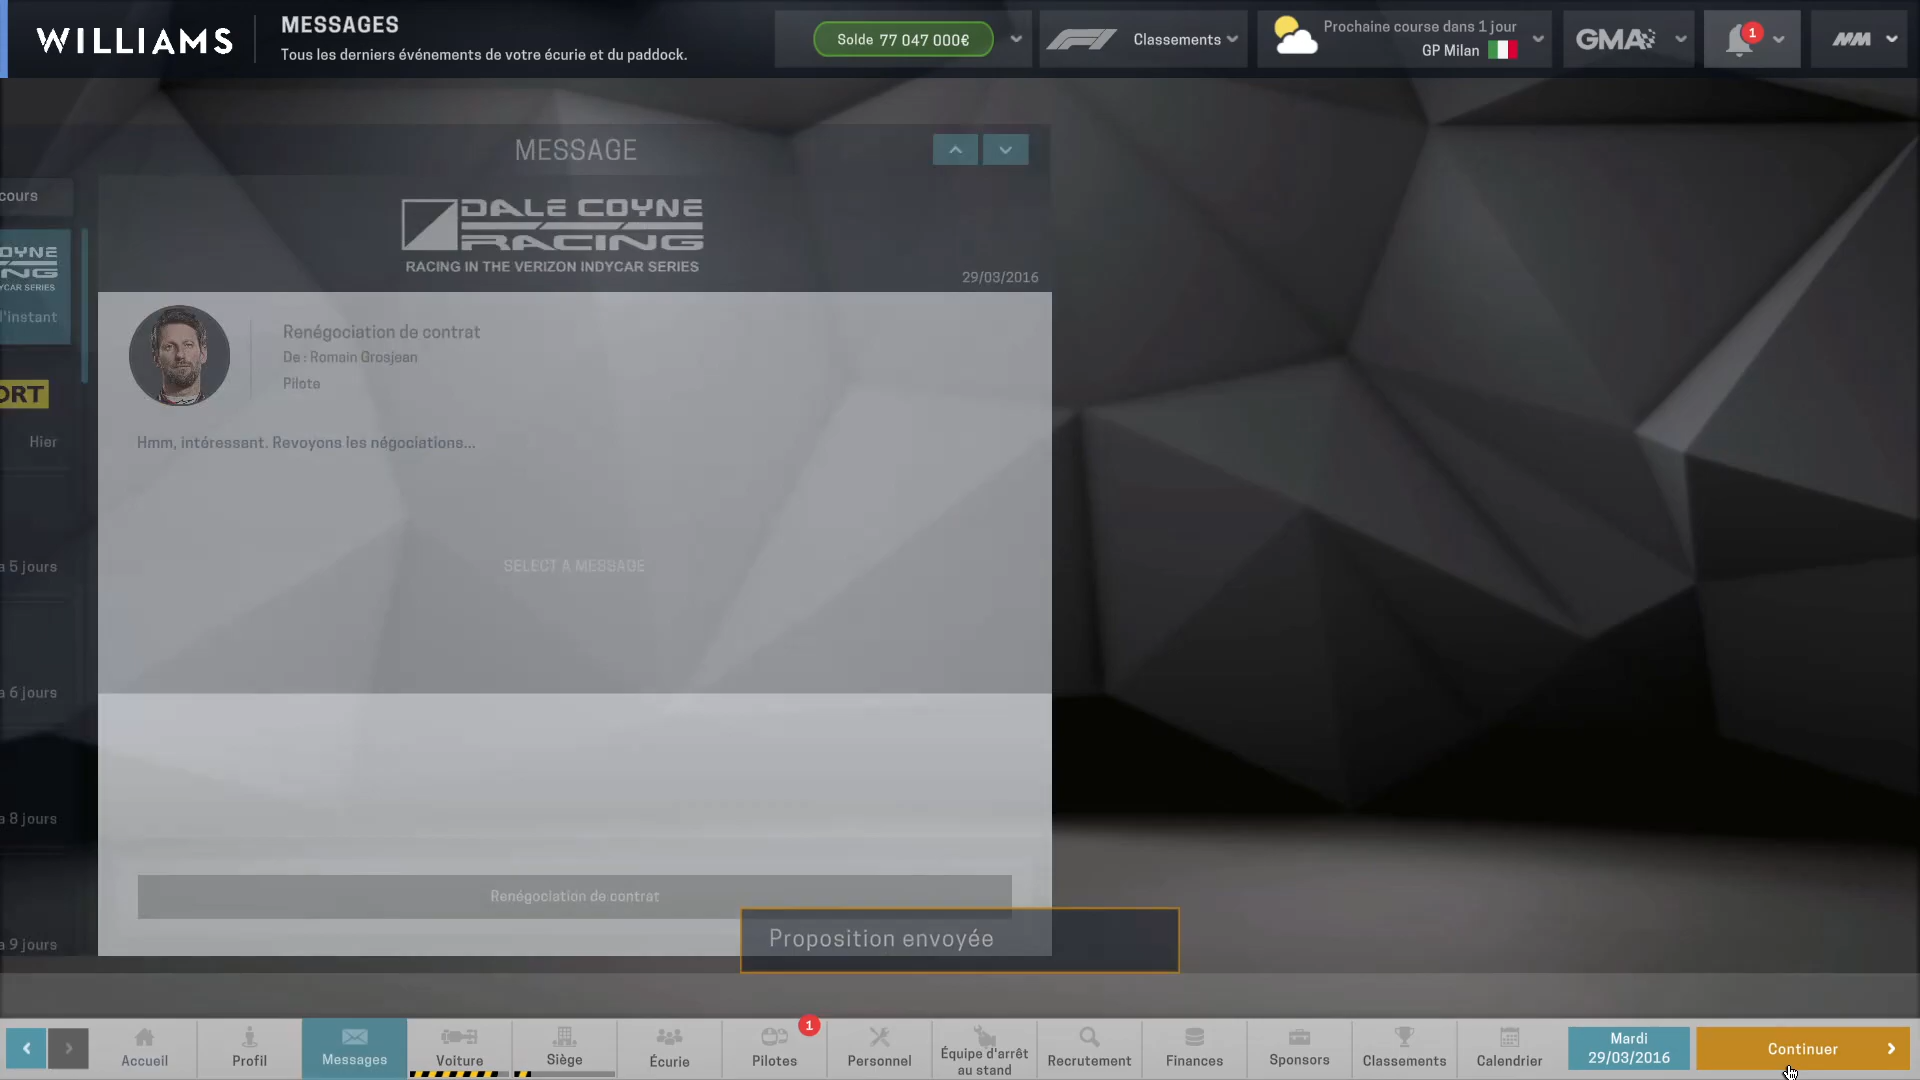 WILLIAMS
MESSAGES
Tous les derniers événements de votre écurie et du paddock.
Solde 77 047 000€
Classements
Prochaine course dans 1 jour
GP Milan
GMA
1
MESSAGE
cours
OYNE
NG
YCAR SERIES
l'instant
ORT
Hier
a 5 jours
a 6 jours
a 8 jours
a 9 jours
DALE COYNE
RACING
RACING IN THE VERIZON INDYCAR SERIES
29/03/2016
Renégociation de contrat
De : Romain Grosjean
Pilote
Hmm, intéressant. Revoyons les négociations...
SELECT A MESSAGE
Renégociation de contrat
Proposition envoyée
Accueil
Profil
Messages
Voiture
Siège
Écurie
1
Pilotes
Personnel
Équipe d'arrêt
au stand
Recrutement
Finances
Sponsors
Classements
Calendrier
Mardi
29/03/2016
Continuer